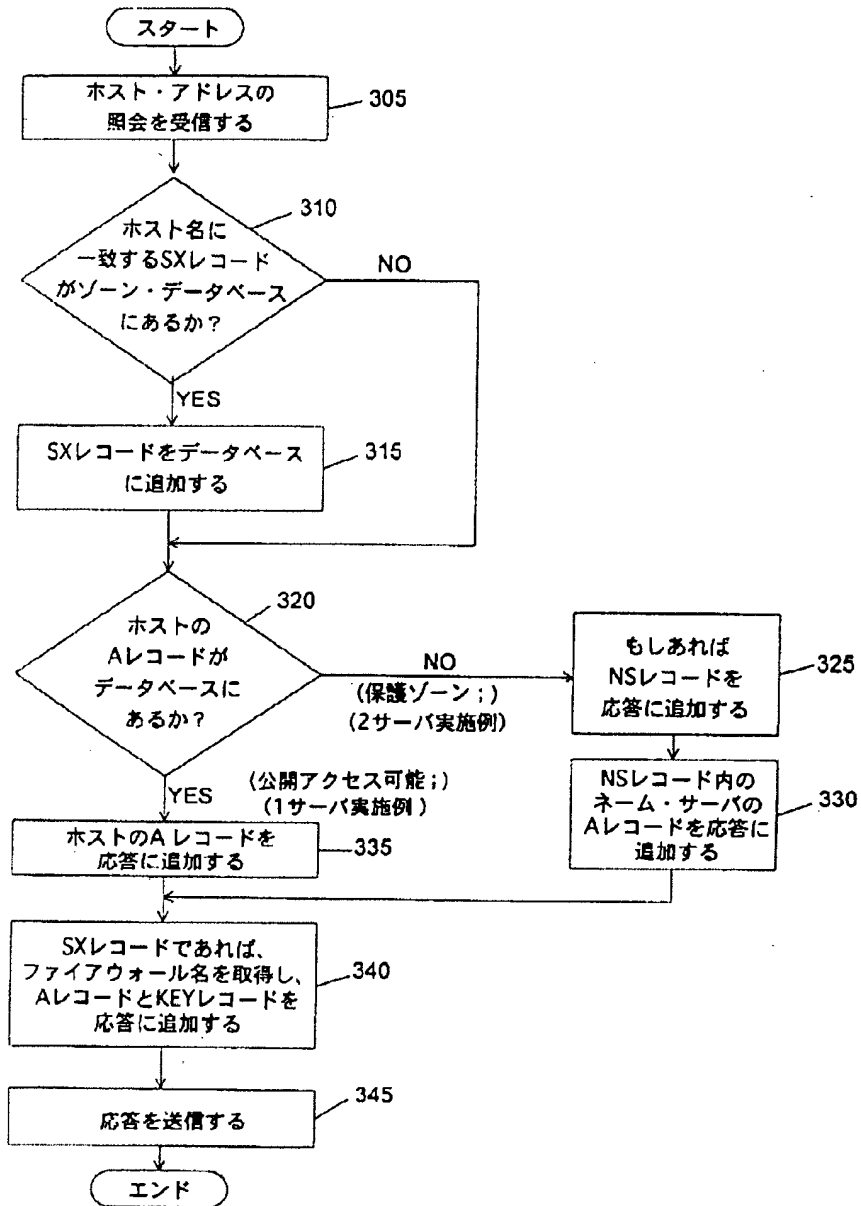 スタート
ホスト・アドレスの
照会を受信する
305
310
ホスト名に
一致するSXレコード
がゾーン・データベース
にあるか？
NO
YES
SXレコードをデータベース
に追加する
315
320
ホストの
Aレコードが
データベースに
あるか？
NO
(保護ゾーン；)
(2サーバ実施例)
もしあれば
NSレコードを
応答に追加する
325
YES
(公開アクセス可能；)
(1サーバ実施例)
NSレコード内の
ネーム・サーバの
Aレコードを応答に
追加する
330
ホストのA レコードを
応答に追加する
335
SXレコードであれば、
ファイアウォール名を取得し、
AレコードとKEYレコードを
応答に追加する
340
応答を送信する
345
エンド